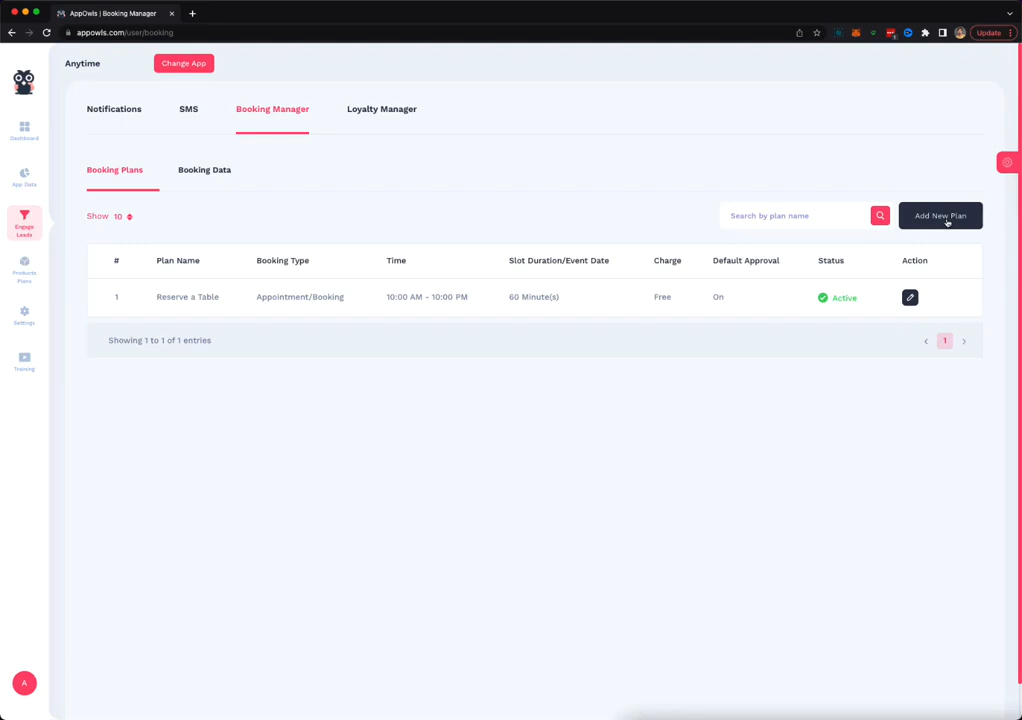 AppOwls | Booking Manager
appowls.com/user/booking
Update
Anytime
Change App
Notifications
SMS
Booking Manager
Loyalty Manager
Dashboard
App Data
Engage
Leads
Products
Plans
Settings
Training
Booking Plans
Booking Data
Show 10
Search by plan name
Add New Plan
# Plan Name Booking Type Time Slot Duration/Event Date Charge Default Approval Status Action
1 Reserve a Table Appointment/Booking 10:00 AM - 10:00 PM 60 Minute(s) Free On Active
Showing 1 to 1 of 1 entries
‹ 1 ›
A